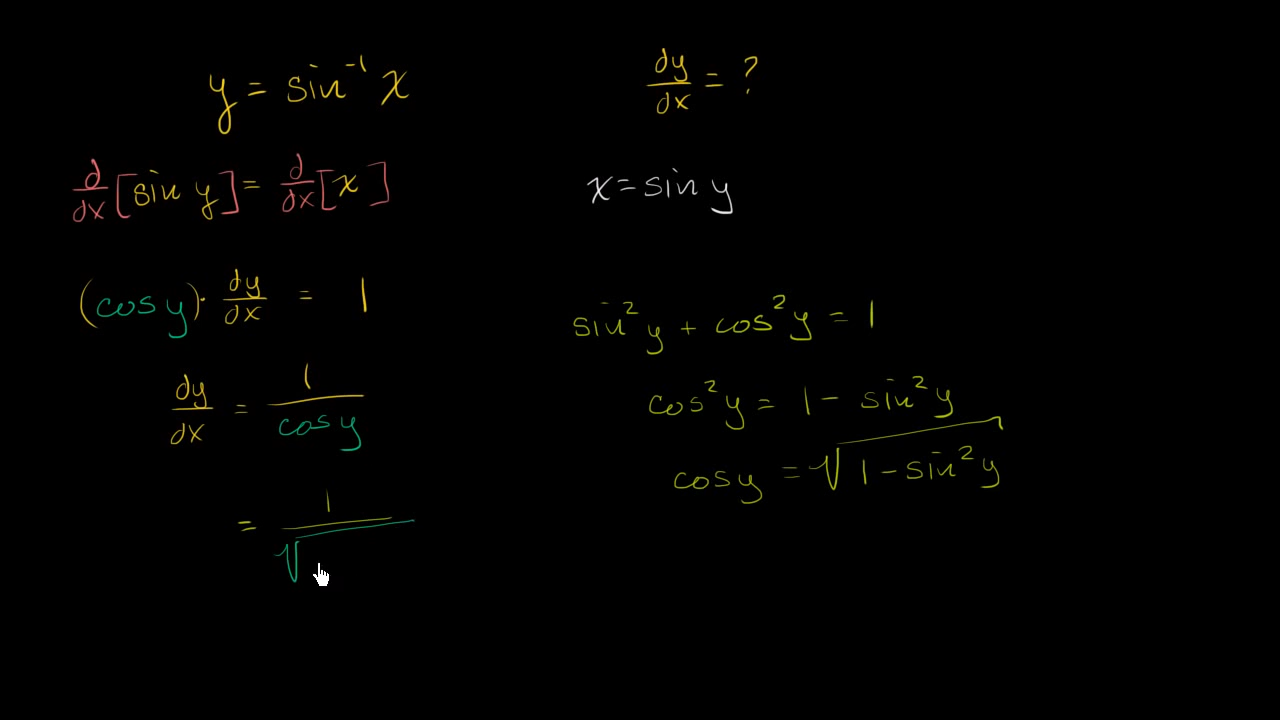 y = sin⁻¹ x
dy/dx = ?
d/dx [sin y] = d/dx [x]
x = sin y
(cos y) · dy/dx = 1
sin²y + cos²y = 1
dy/dx = 1/cos y
cos²y = 1 − sin²y
cos y = √(1 − sin²y)
= 1/√